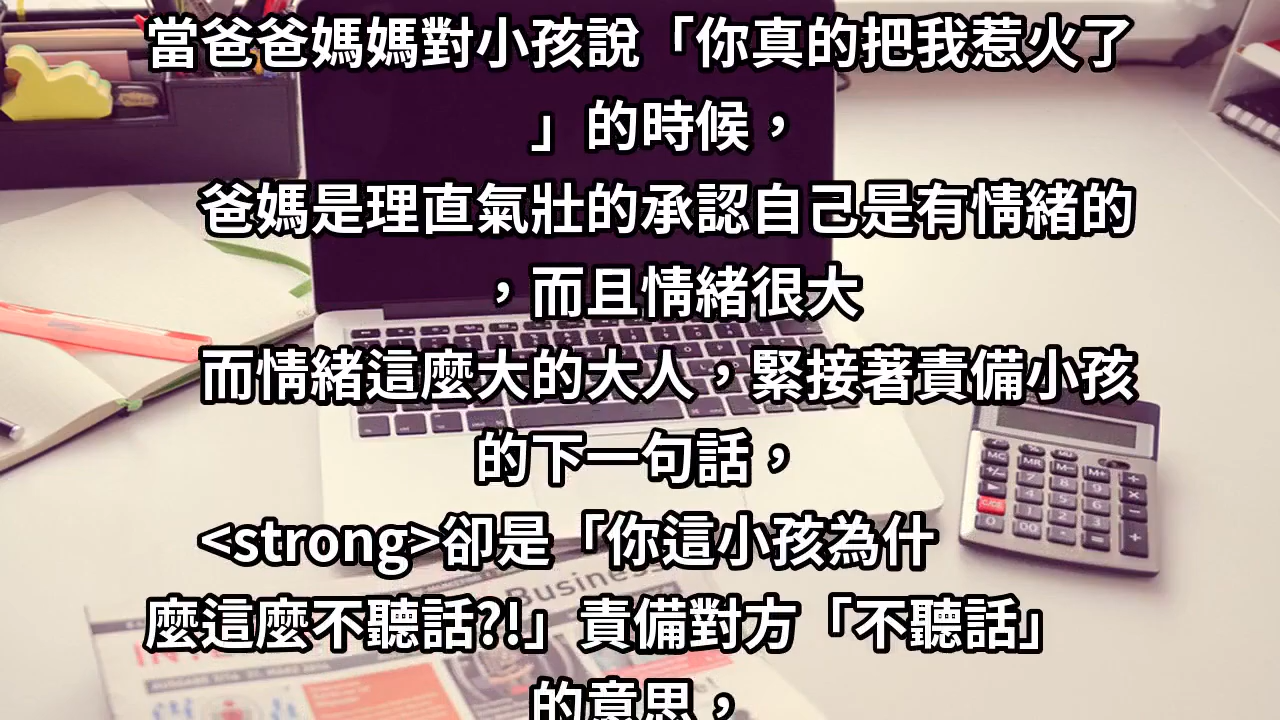 當爸爸媽媽對小孩說「你真的把我惹火了
」的時候，
爸媽是理直氣壯的承認自己是有情緒的
，而且情緒很大
而情緒這麼大的大人，緊接著責備小孩
的下一句話，
<strong>卻是「你這小孩為什
麼這麼不聽話?!」責備對方「不聽話」
的意思，
Business